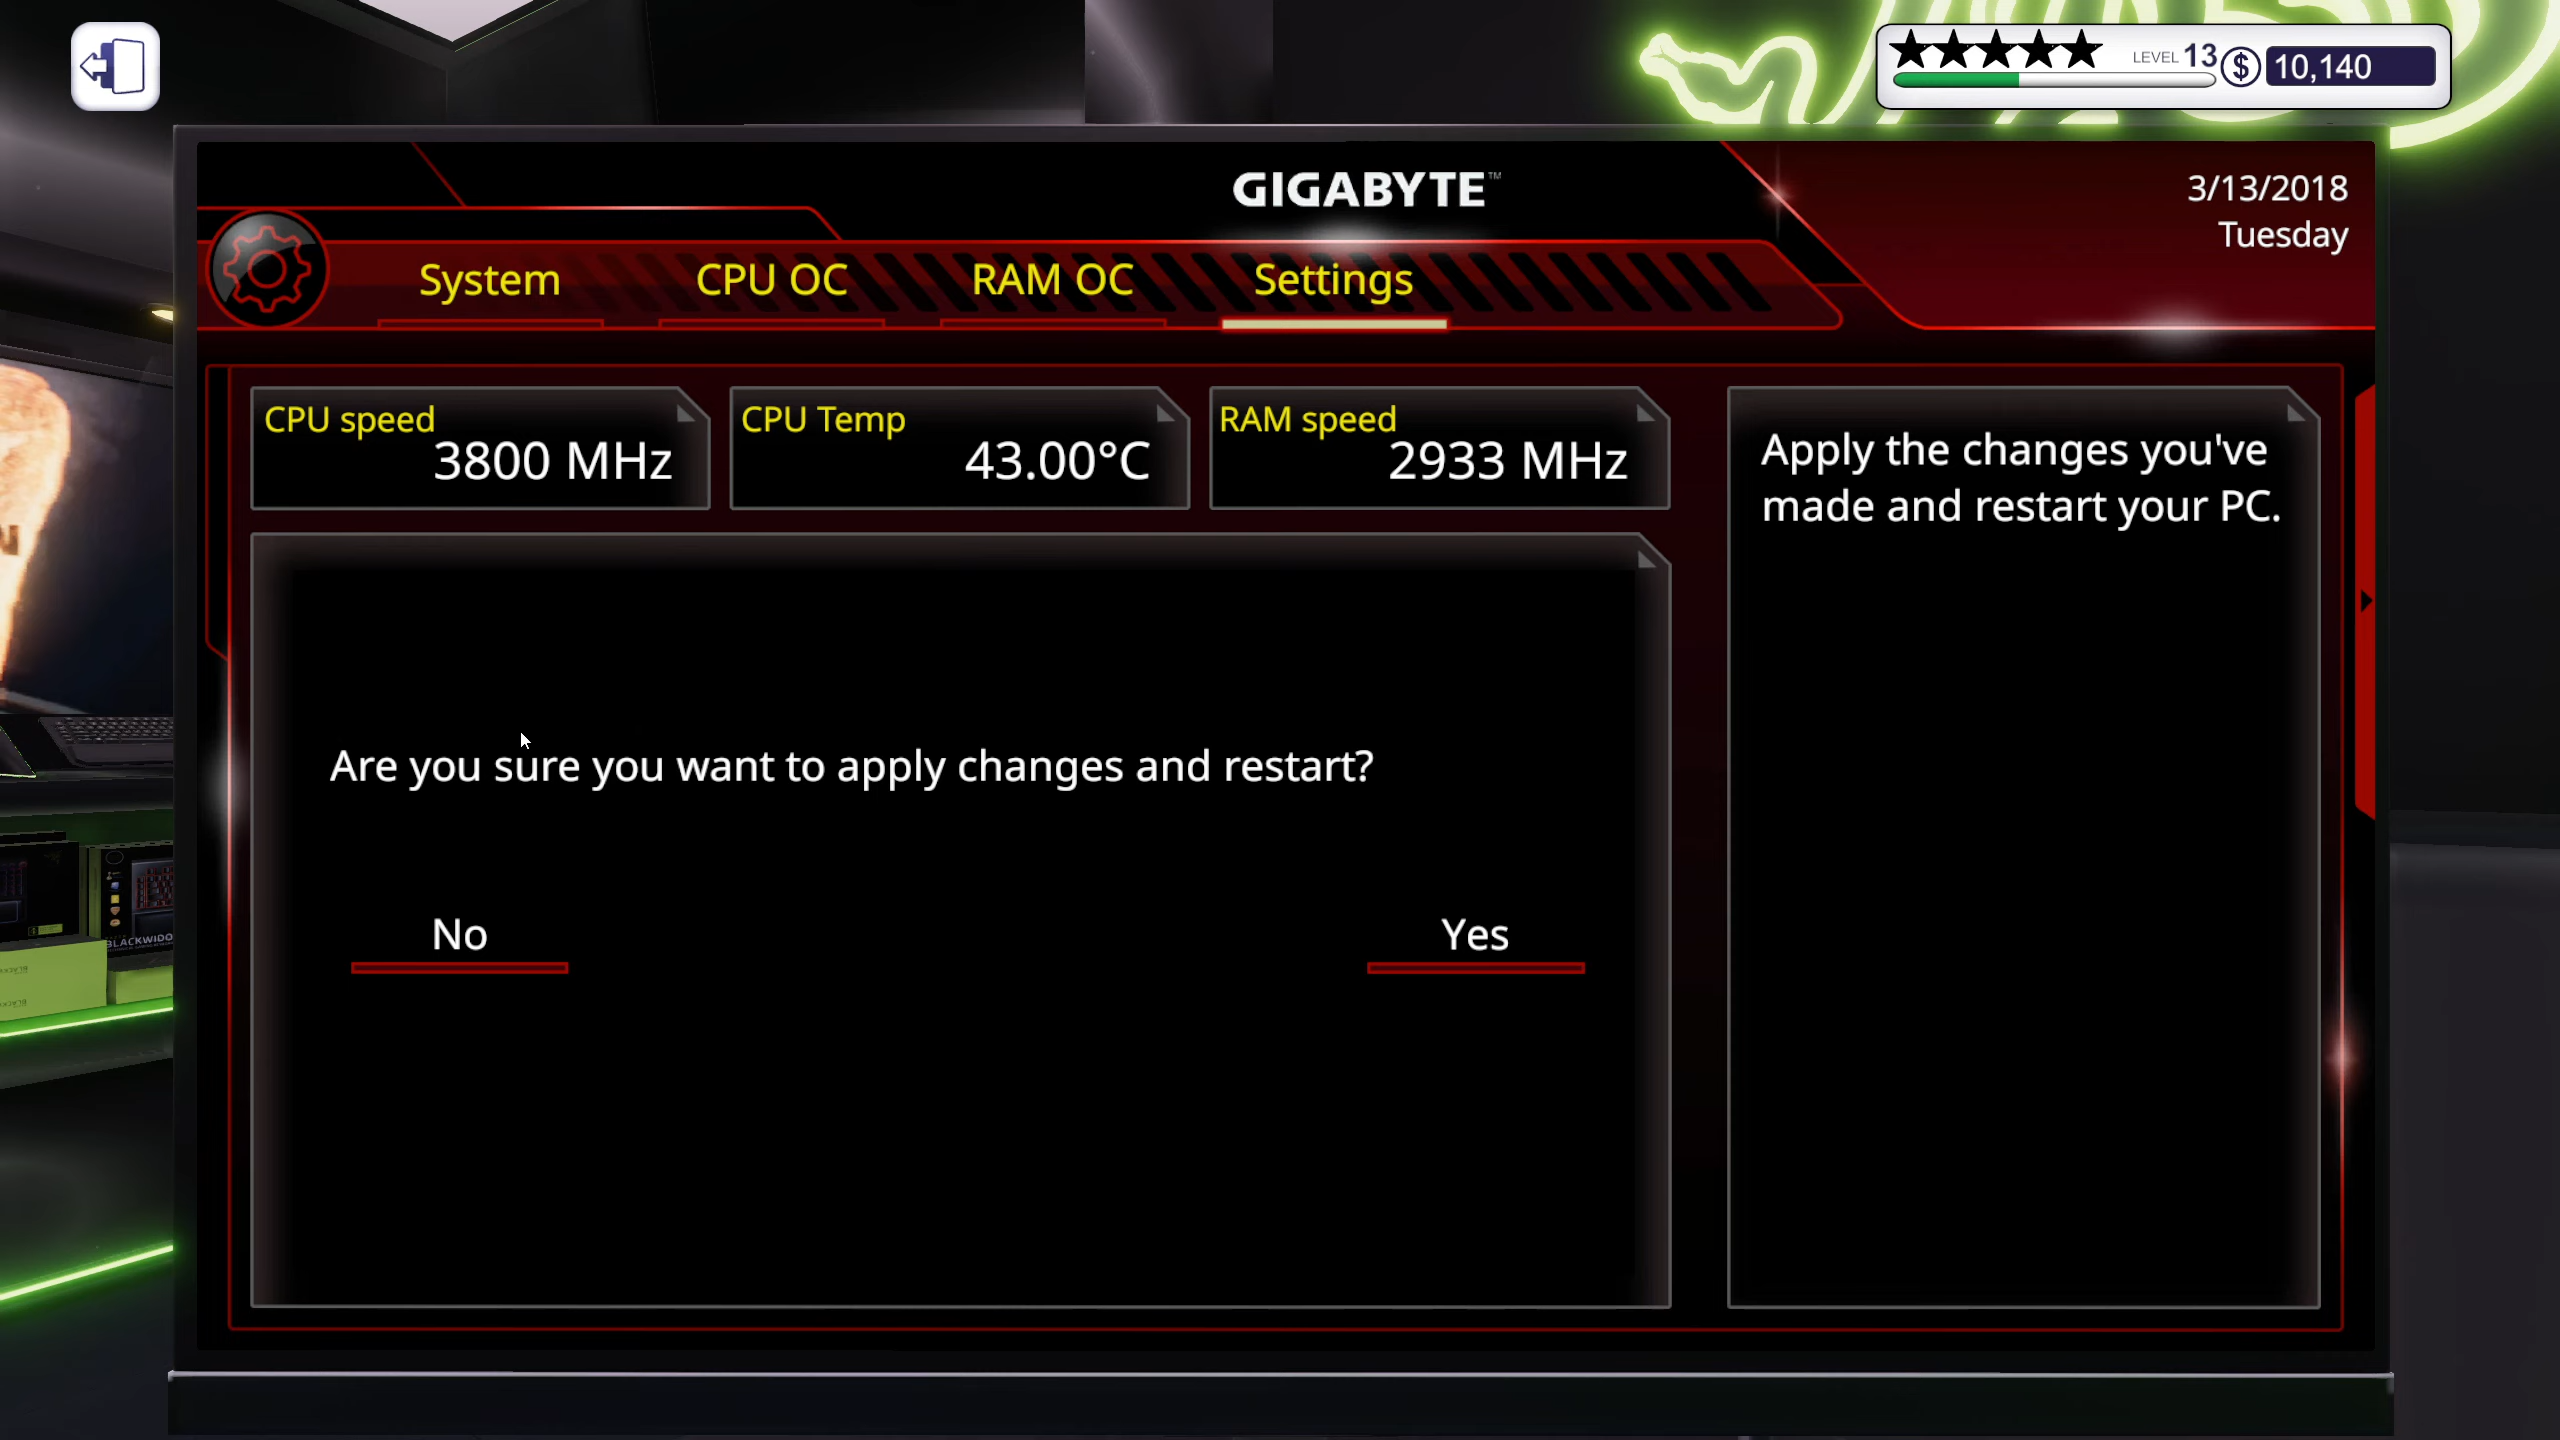 LEVEL 13
10,140
GIGABYTE™
3/13/2018
Tuesday
System
CPU OC
RAM OC
Settings
CPU speed
3800 MHz
CPU Temp
43.00°C
RAM speed
2933 MHz
Apply the changes you've
made and restart your PC.
Are you sure you want to apply changes and restart?
No
Yes
BLACKWIDO